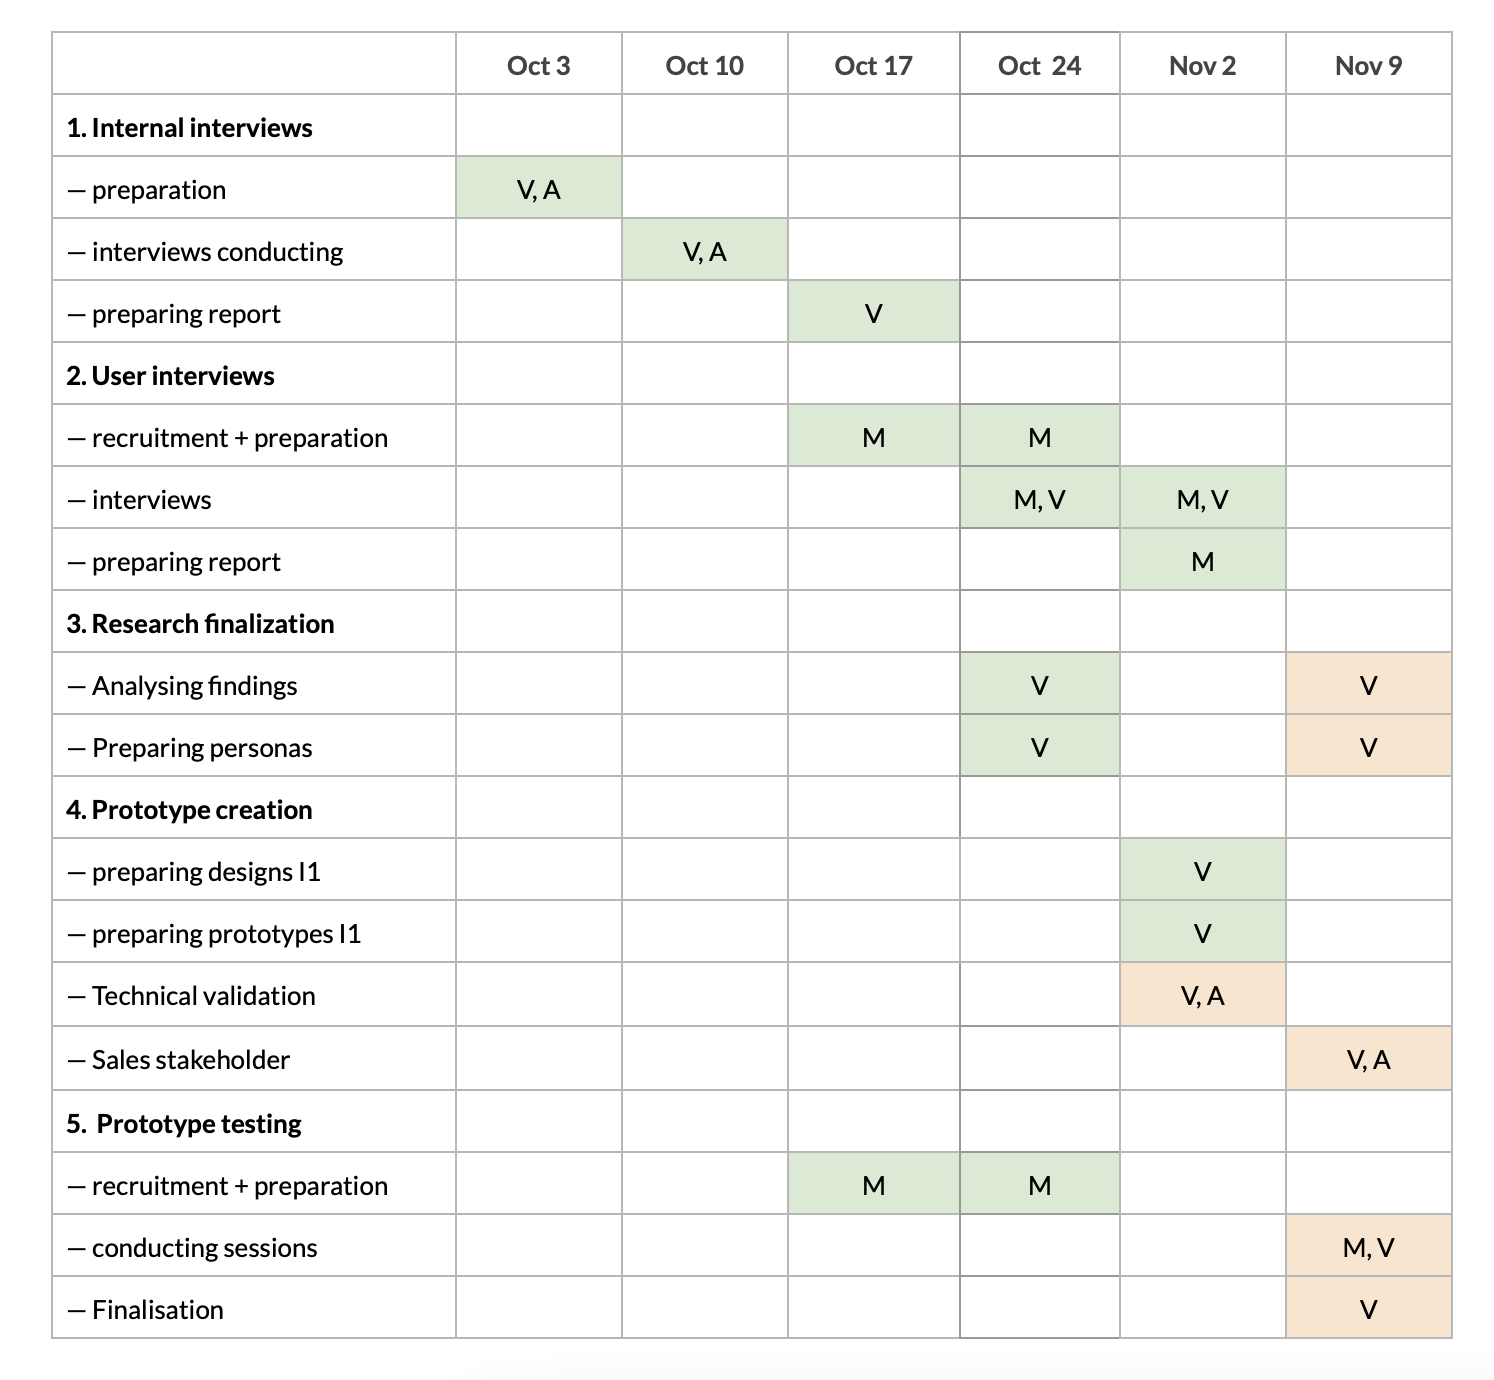 Oct 3 Oct 10 Oct 17 Oct 24 Nov 2 Nov 9
1. Internal interviews
— preparation V, A
— interviews conducting V, A
— preparing report V
2. User interviews
— recruitment + preparation M M
— interviews M, V M, V
— preparing report M
3. Research finalization
— Analysing findings V V
— Preparing personas V V
4. Prototype creation
— preparing designs I1 V
— preparing prototypes I1 V
— Technical validation V, A
— Sales stakeholder V, A
5. Prototype testing
— recruitment + preparation M M
— conducting sessions M, V
— Finalisation V